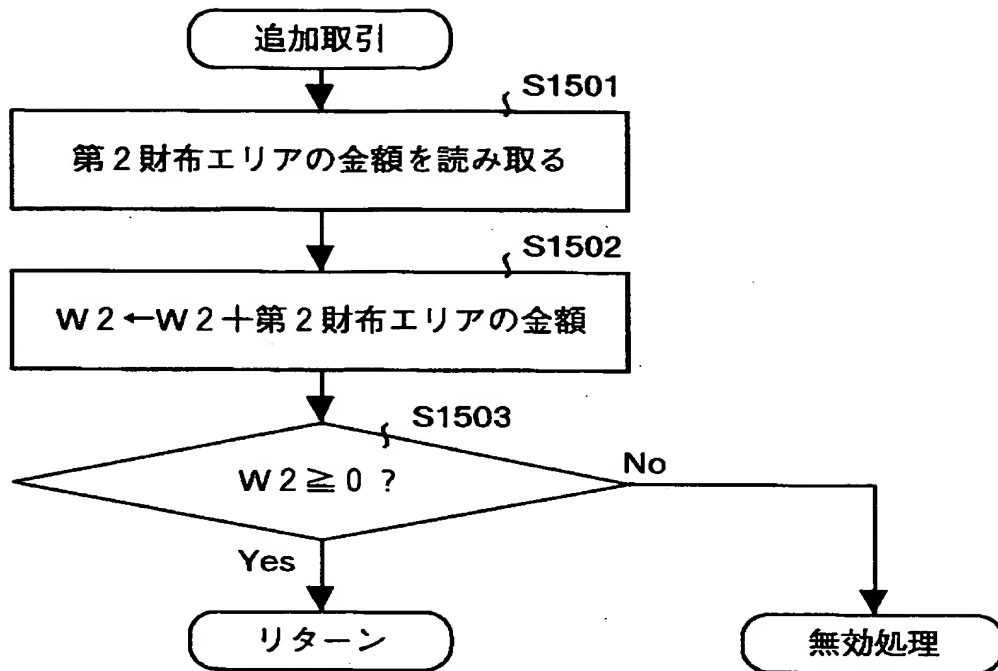 追加取引
S1501
第2財布エリアの金額を読み取る
S1502
W2←W2+第2財布エリアの金額
S1503
W2≧0?
No
Yes
リターン
無効処理